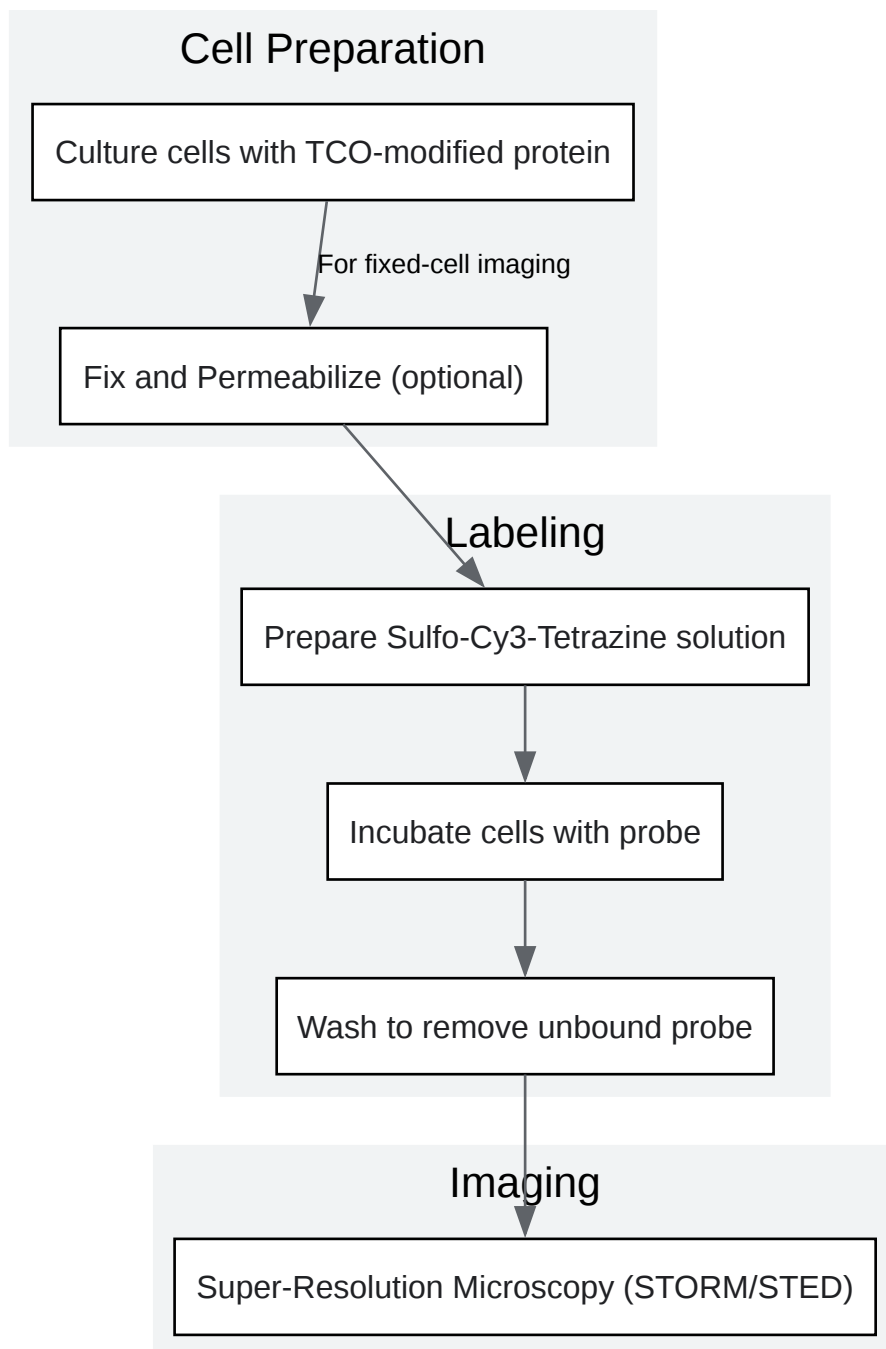 Cell Preparation
Culture cells with TCO-modified protein
For fixed-cell imaging
Fix and Permeabilize (optional)
Labeling
Prepare Sulfo-Cy3-Tetrazine solution
Incubate cells with probe
Wash to remove unbound probe
Imaging
Super-Resolution Microscopy (STORM/STED)